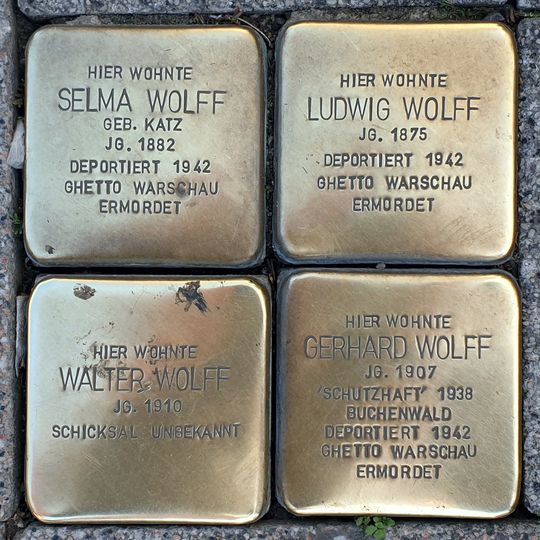 HIER WOHNTE
SELMA WOLFF
GEB. KATZ
JG. 1882
DEPORTIERT 1942
GHETTO WARSCHAU
ERMORDET
HIER WOHNTE
LUDWIG WOLFF
JG. 1875
DEPORTIERT 1942
GHETTO WARSCHAU
ERMORDET
HIER WOHNTE
WALTER WOLFF
JG. 1910
SCHICKSAL UNBEKANNT
HIER WOHNTE
GERHARD WOLFF
JG. 1907
'SCHUTZHAFT' 1938
BUCHENWALD
DEPORTIERT 1942
GHETTO WARSCHAU
ERMORDET